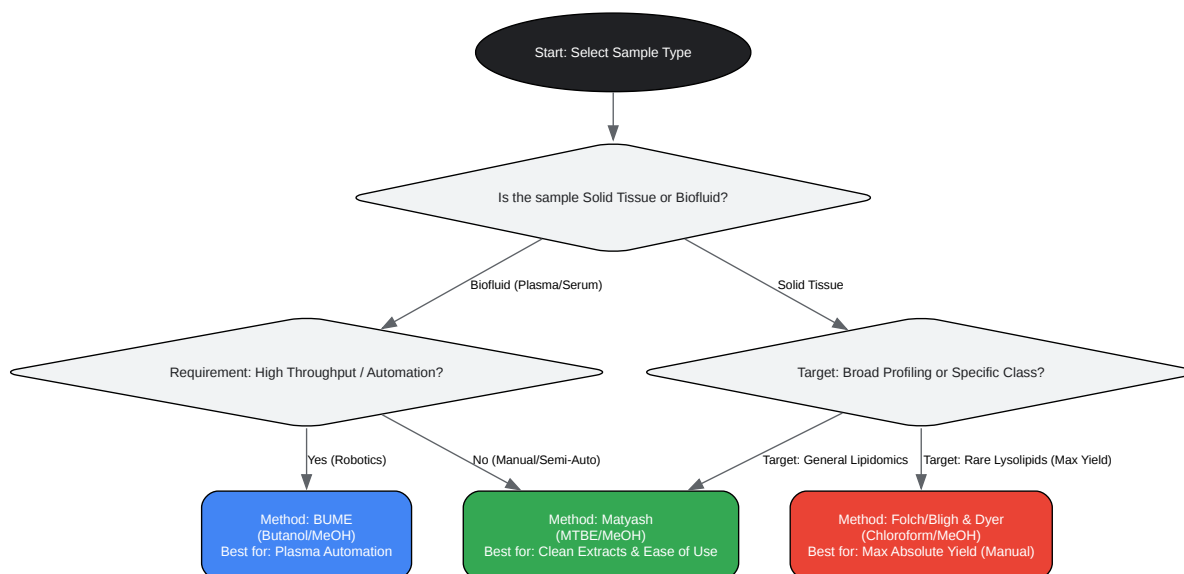 Start: Select Sample Type
Is the sample Solid Tissue or Biofluid?
Biofluid (Plasma/Serum)
Solid Tissue
Requirement: High Throughput / Automation?
Target: Broad Profiling or Specific Class?
Yes (Robotics)
No (Manual/Semi-Auto)
Target: General Lipidomics
Target: Rare Lysolipids (Max Yield)
Method: BUME
(Butanol/MeOH)
Best for: Plasma Automation
Method: Matyash
(MTBE/MeOH)
Best for: Clean Extracts & Ease of Use
Method: Folch/Bligh & Dyer
(Chloroform/MeOH)
Best for: Max Absolute Yield (Manual)